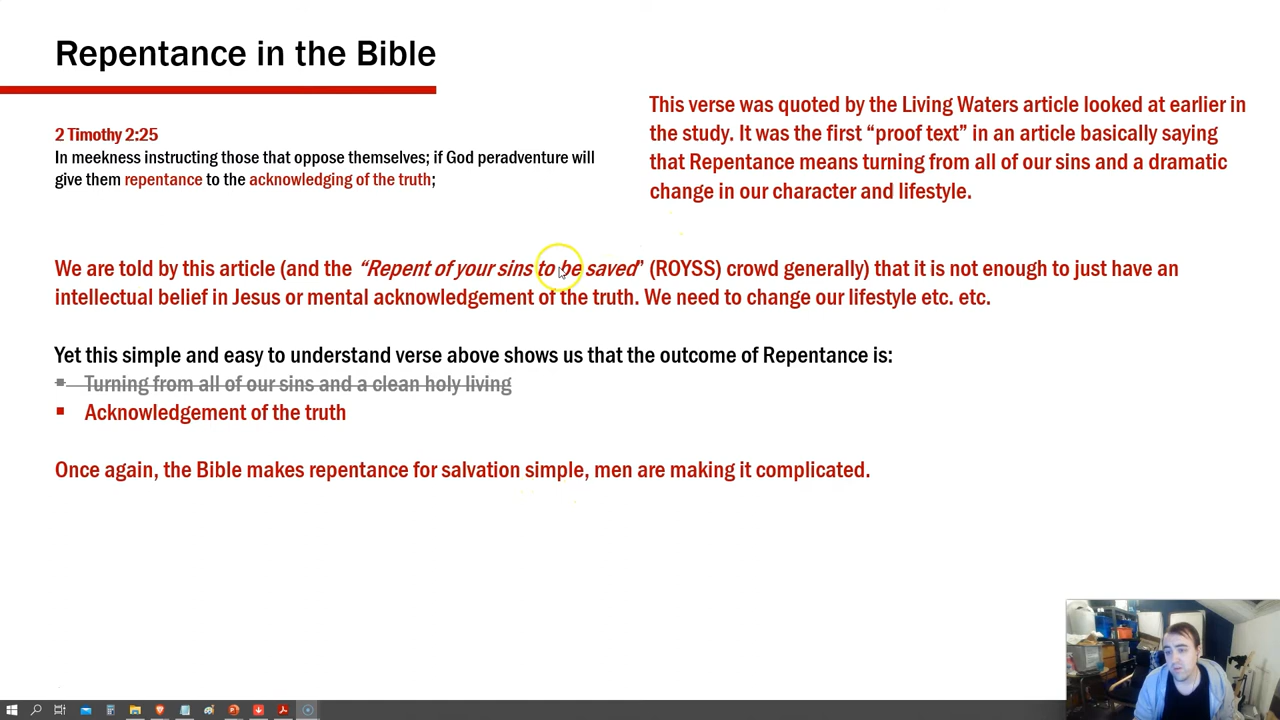 Repentance in the Bible
2 Timothy 2:25
In meekness instructing those that oppose themselves; if God peradventure will
give them repentance to the acknowledging of the truth;
This verse was quoted by the Living Waters article looked at earlier in
the study. It was the first “proof text” in an article basically saying
that Repentance means turning from all of our sins and a dramatic
change in our character and lifestyle.
We are told by this article (and the “Repent of your sins to be saved” (ROYSS) crowd generally) that it is not enough to just have an
intellectual belief in Jesus or mental acknowledgement of the truth. We need to change our lifestyle etc. etc.
Yet this simple and easy to understand verse above shows us that the outcome of Repentance is:
▪ Turning from all of our sins and a clean holy living
▪ Acknowledgement of the truth
Once again, the Bible makes repentance for salvation simple, men are making it complicated.